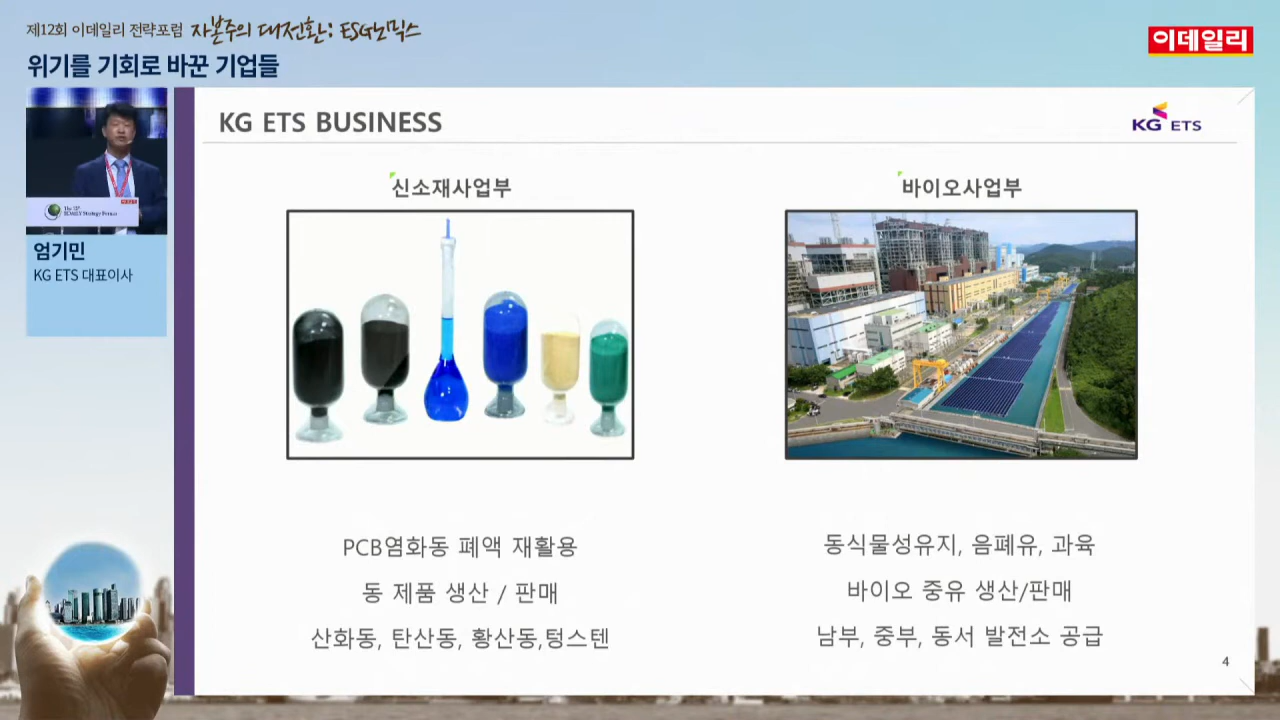 제12회 이데일리 전략포럼 자본주의 대전환: ESG노믹스
이데일리
위기를 기회로 바꾼 기업들
KG ETS BUSINESS
KG ETS
The 12th
EDAILY Strategy Forum
엄기민
KG ETS 대표이사
신소재사업부
바이오사업부
PCB염화동 폐액 재활용
동 제품 생산 / 판매
산화동, 탄산동, 황산동,텅스텐
동식물성유지, 음폐유, 과육
바이오 중유 생산/판매
남부, 중부, 동서 발전소 공급
4